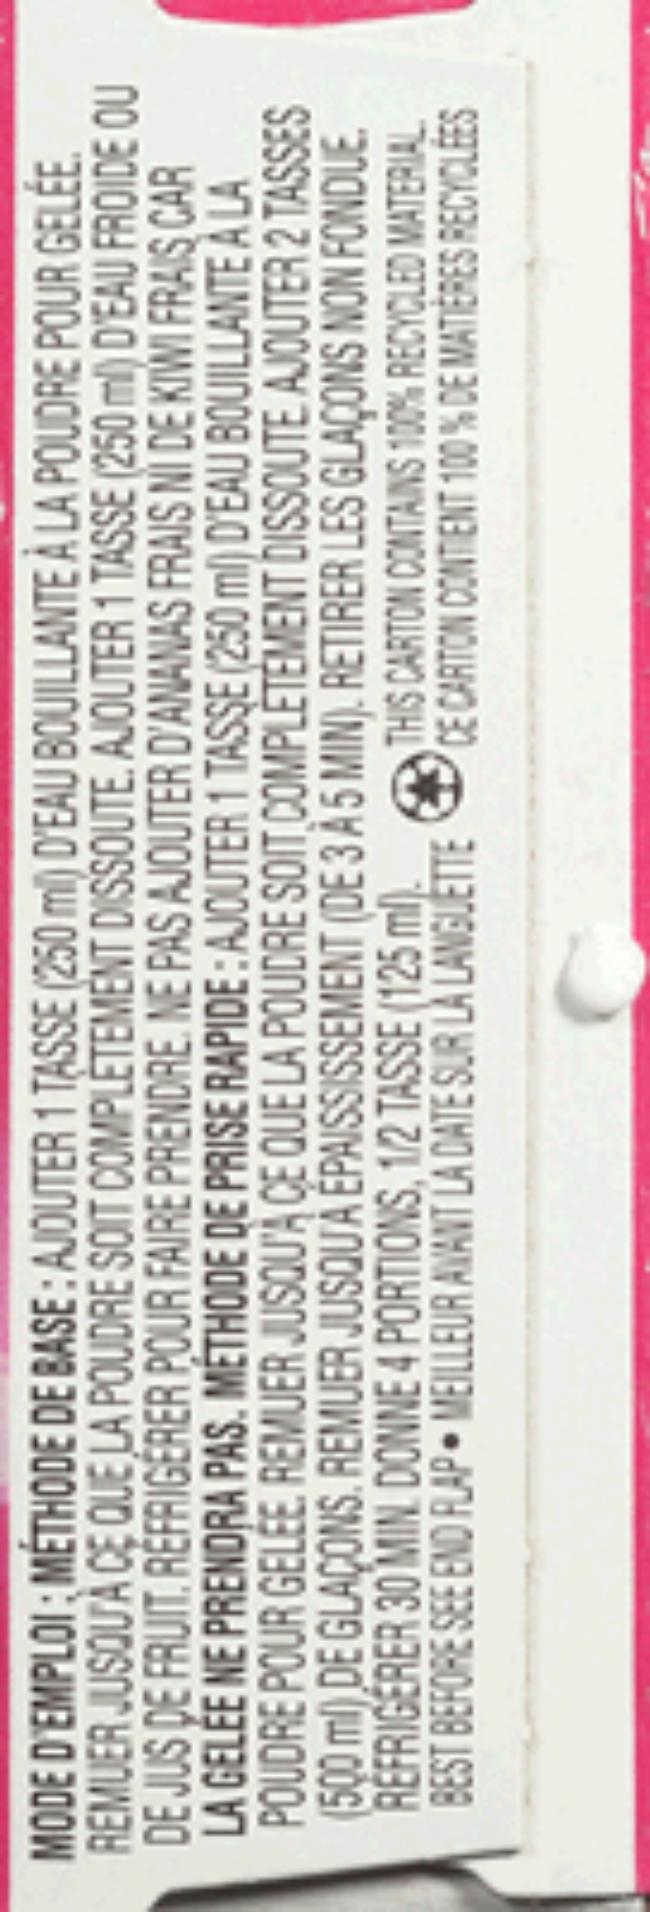 MODE D'EMPLOI : MÉTHODE DE BASE : AJOUTER 1 TASSE (250 ml) D'EAU BOUILLANTE À LA POUDRE POUR GELÉE.
REMUER JUSQU'À CE QUE LA POUDRE SOIT COMPLÈTEMENT DISSOUTE. AJOUTER 1 TASSE (250 ml) D'EAU FROIDE OU
DE JUS DE FRUIT. RÉFRIGÉRER POUR FAIRE PRENDRE. NE PAS AJOUTER D'ANANAS FRAIS NI DE KIWI FRAIS CAR
LA GELÉE NE PRENDRA PAS. MÉTHODE DE PRISE RAPIDE : AJOUTER 1 TASSE (250 ml) D'EAU BOUILLANTE À LA
POUDRE POUR GELÉE. REMUER JUSQU'À CE QUE LA POUDRE SOIT COMPLÈTEMENT DISSOUTE. AJOUTER 2 TASSES
(500 ml) DE GLAÇONS. REMUER JUSQU'À ÉPAISSISSEMENT (DE 3 À 5 MIN). RETIRER LES GLAÇONS NON FONDUE.
RÉFRIGÉRER 30 MIN. DONNE 4 PORTIONS, 1/2 TASSE (125 ml).
BEST BEFORE SEE END FLAP • MEILLEUR AVANT LA DATE SUR LA LANGUETTE
THIS CARTON CONTAINS 100% RECYCLED MATERIAL.
CE CARTON CONTIENT 100 % DE MATIÈRES RECYCLÉES